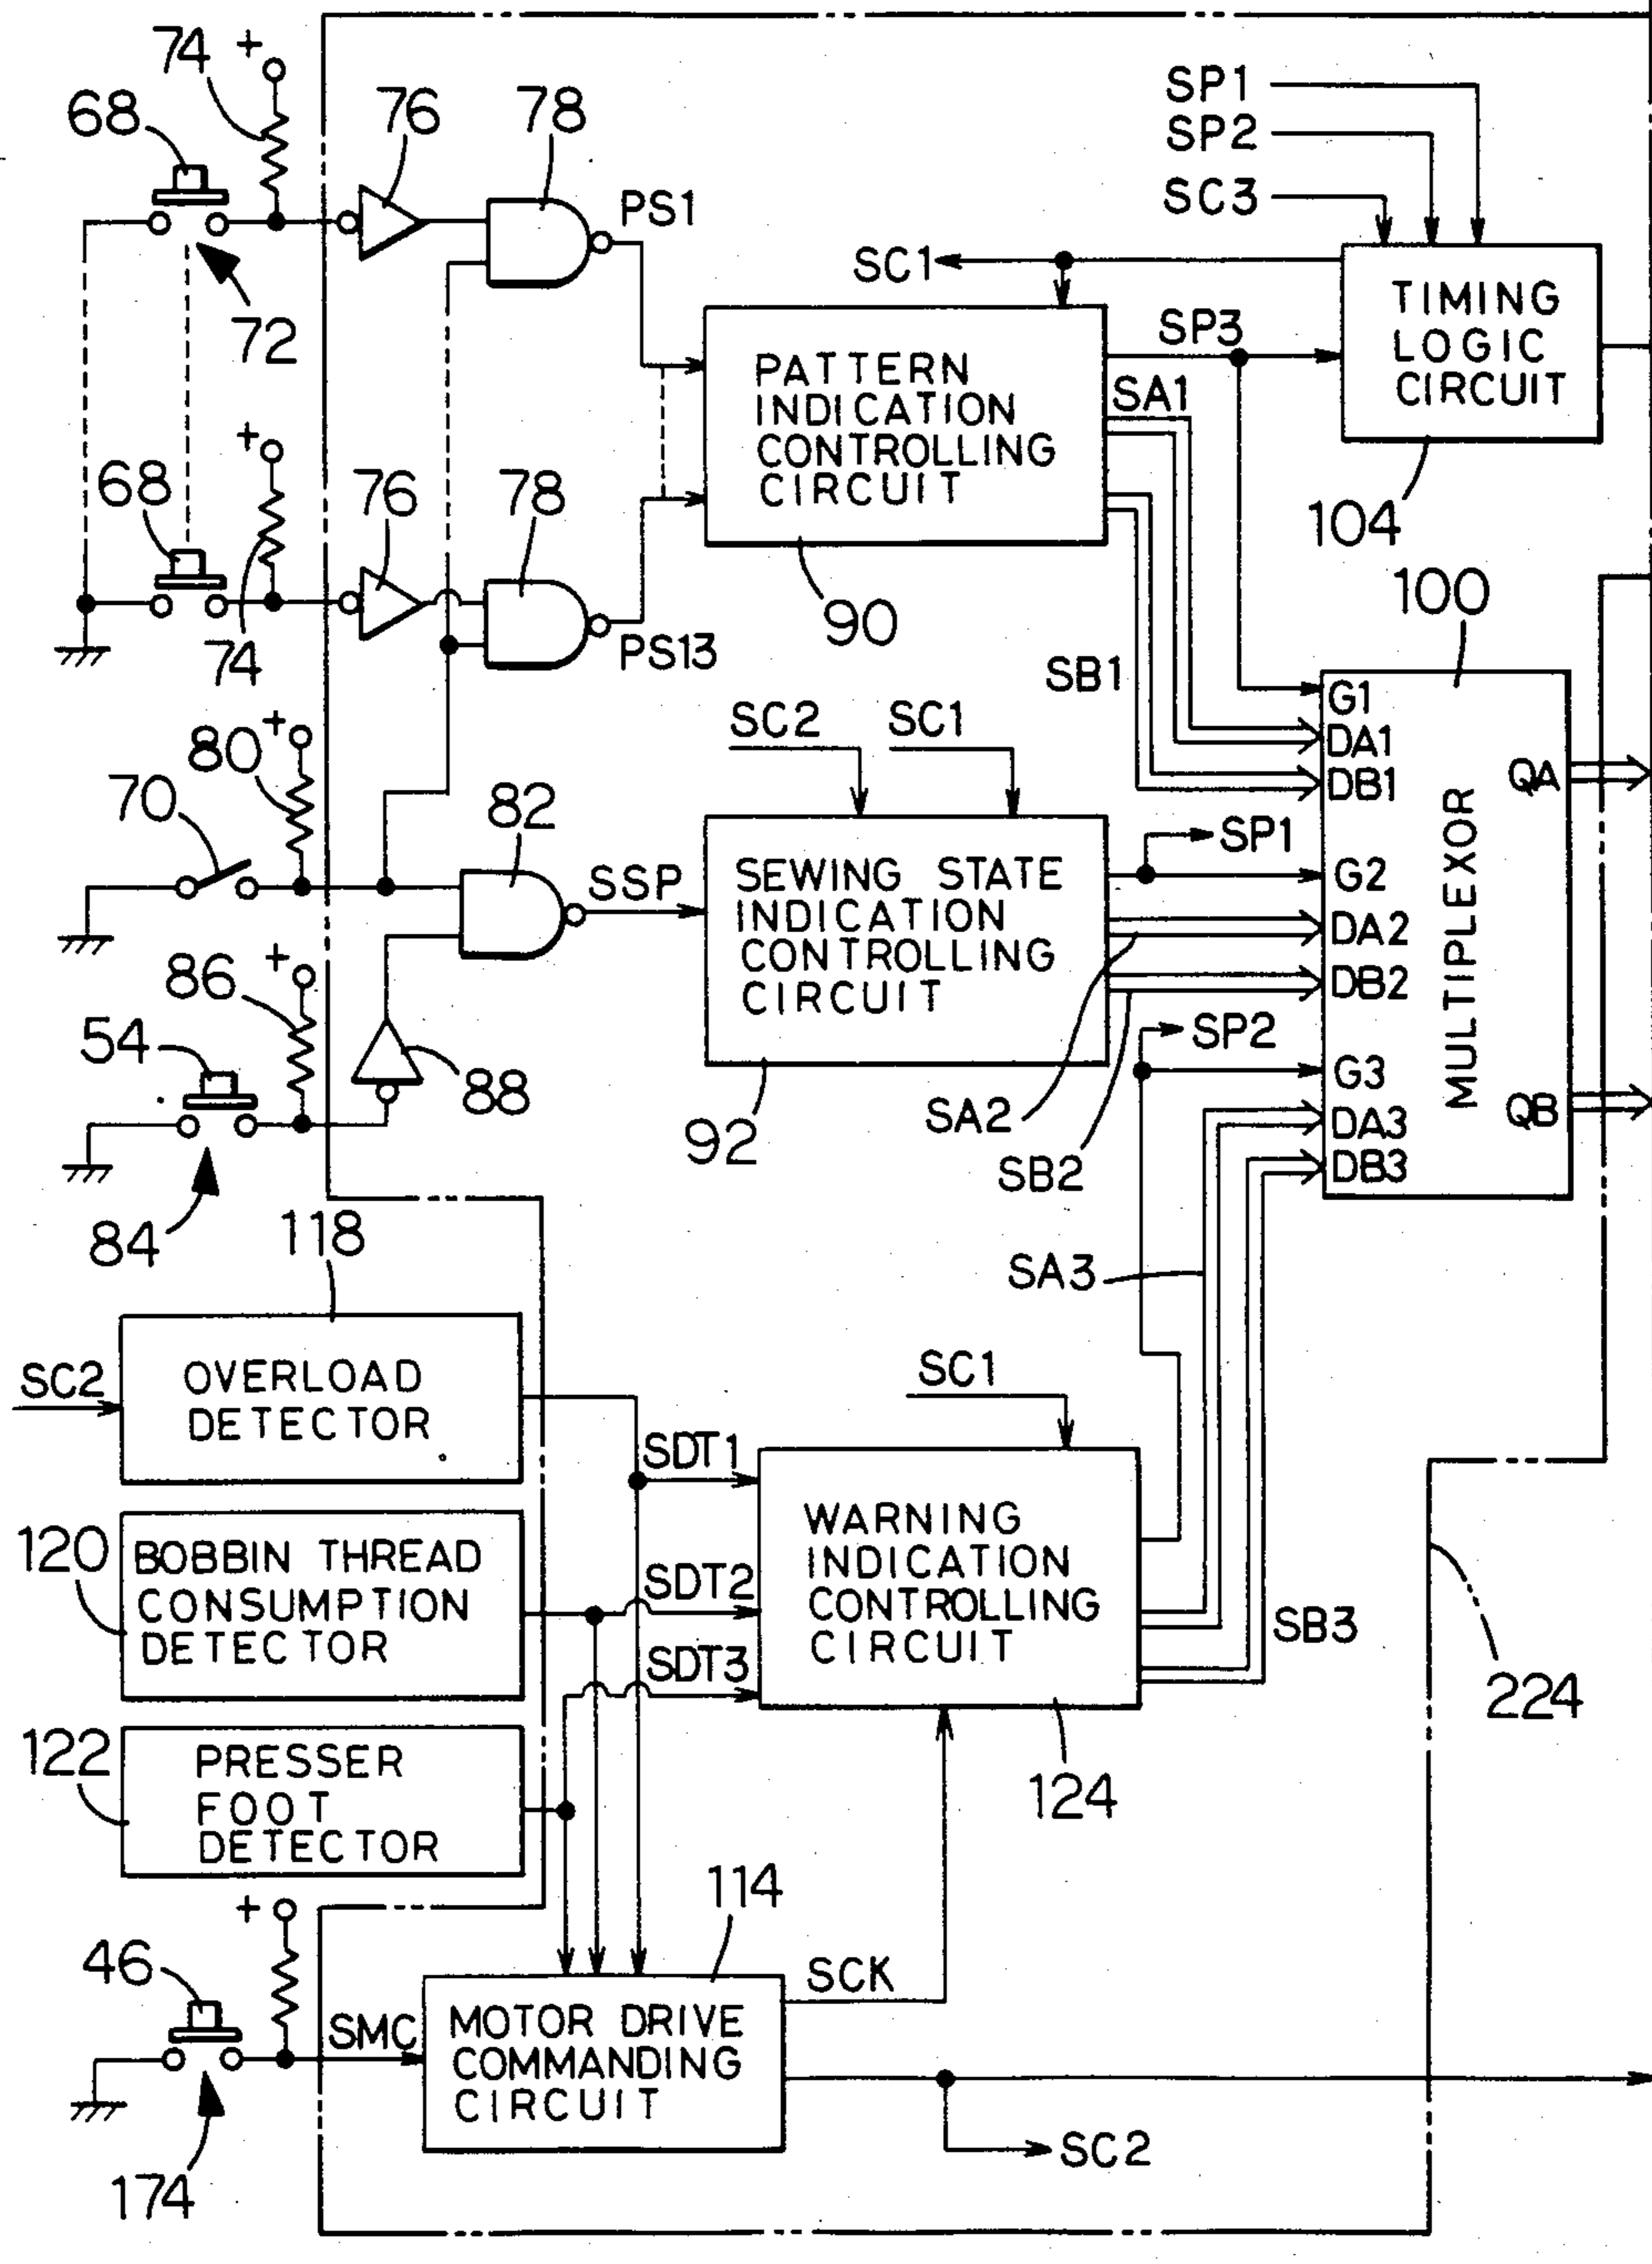 74
+
68
76
78
PS1
SP1
SP2
SC3
SC1
TIMING
LOGIC
CIRCUIT
72
SP3
PATTERN
INDICATION
CONTROLLING
CIRCUIT
SA1
104
+
68
76
78
74
PS13
90
SB1
100
G1
DA1
DB1
QA
SC2
SC1
+
80
70
82
SSP
SEWING STATE
INDICATION
CONTROLLING
CIRCUIT
SP1
G2
DA2
DB2
MULTIPLEXOR
+
86
54
88
84
92
SP2
G3
SA2
SB2
DA3
DB3
QB
118
SA3
SC2
OVERLOAD
DETECTOR
SC1
SDT1
120
BOBBIN THREAD
CONSUMPTION
DETECTOR
SDT2
SDT3
WARNING
INDICATION
CONTROLLING
CIRCUIT
SB3
224
122
PRESSER
FOOT
DETECTOR
124
114
+
46
SMC
MOTOR DRIVE
COMMANDING
CIRCUIT
SCK
174
SC2